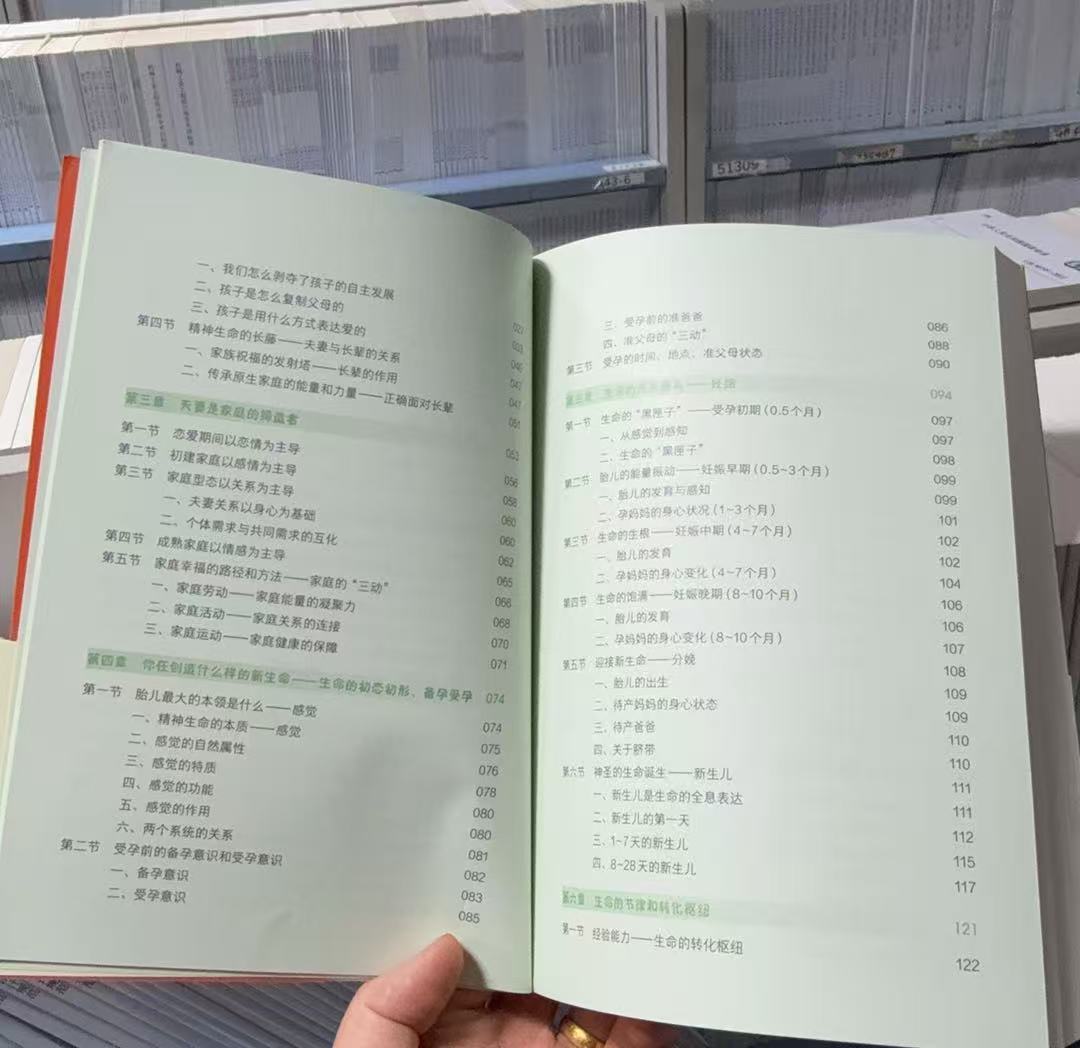 一、我们怎么剥夺了孩子的自主发展
二、孩子是怎么复制父母的
三、孩子是用什么方式表达爱的 046
第四节 精神生命的长藤——夫妻与长辈的关系 047
一、家族祝福的发射塔——长辈的作用 047
二、传承原生家庭的能量和力量——正确面对长辈 051
第三章 夫妻是家庭的缔造者 053
第一节 恋爱期间以恋情为主导 056
第二节 初建家庭以感情为主导 058
第三节 家庭型态以关系为主导 060
一、夫妻关系以身心为基础 060
二、个体需求与共同需求的互化 062
第四节 成熟家庭以情感为主导 065
第五节 家庭幸福的路径和方法——家庭的“三动” 066
一、家庭劳动——家庭能量的凝聚力 068
二、家庭活动——家庭关系的连接 070
三、家庭运动——家庭健康的保障 071
第四章 你在创造什么样的新生命——生命的初态初形、备孕受孕 074
第一节 胎儿最大的本领是什么——感觉 074
一、精神生命的本质——感觉 075
二、感觉的自然属性 076
三、感觉的特质 078
四、感觉的功能 080
五、感觉的作用 080
六、两个系统的关系 081
第二节 受孕前的备孕意识和受孕意识 082
一、备孕意识 083
二、受孕意识 085
三、受孕前的准爸爸 086
四、准父母的“三动” 088
第三节 受孕的时间、地点、准父母状态 090
094
第一节 生命的“黑匣子”——受孕初期(0.5个月) 097
一、从感觉到感知 097
二、生命的“黑匣子” 098
第二节 胎儿的能量振动——妊娠早期(0.5~3个月) 099
一、胎儿的发育与感知 099
二、孕妈妈的身心状况(1~3个月) 101
第三节 生命的生根——妊娠中期(4~7个月) 102
一、胎儿的发育 102
二、孕妈妈的身心变化(4~7个月) 104
第四节 生命的饱满——妊娠晚期(8~10个月) 106
一、胎儿的发育 106
二、孕妈妈的身心变化(8~10个月) 107
第五节 迎接新生命——分娩 108
一、胎儿的出生 109
二、待产妈妈的身心状态 109
三、待产爸爸 110
四、关于脐带 110
第六节 神圣的生命诞生——新生儿 111
一、新生儿是生命的全息表达 111
二、新生儿的第一天 112
三、1~7天的新生儿 115
四、8~28天的新生儿 117
第六章 生命的节律和转化枢纽 121
第一节 经验能力——生命的转化枢纽 122
51309